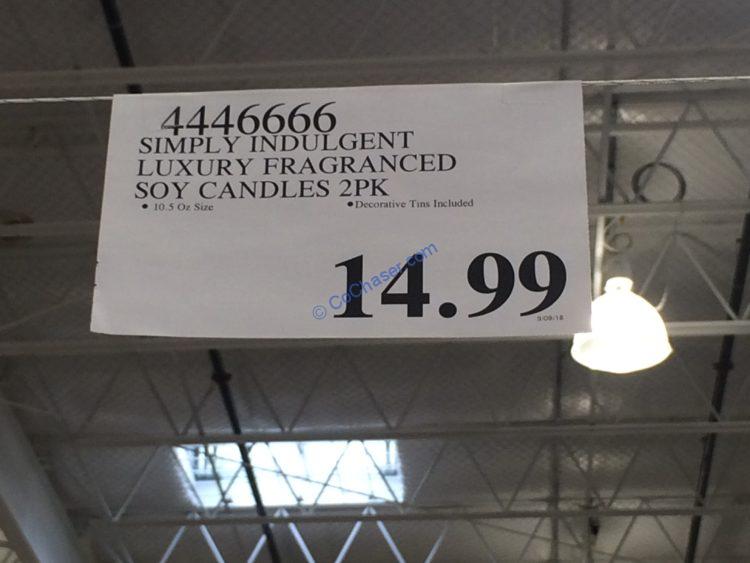 4446666
SIMPLY INDULGENT
LUXURY FRAGRANCED
SOY CANDLES 2PK
• 10.5 Oz Size •Decorative Tins Included
14.99
© CoChaser.com
9/09/18